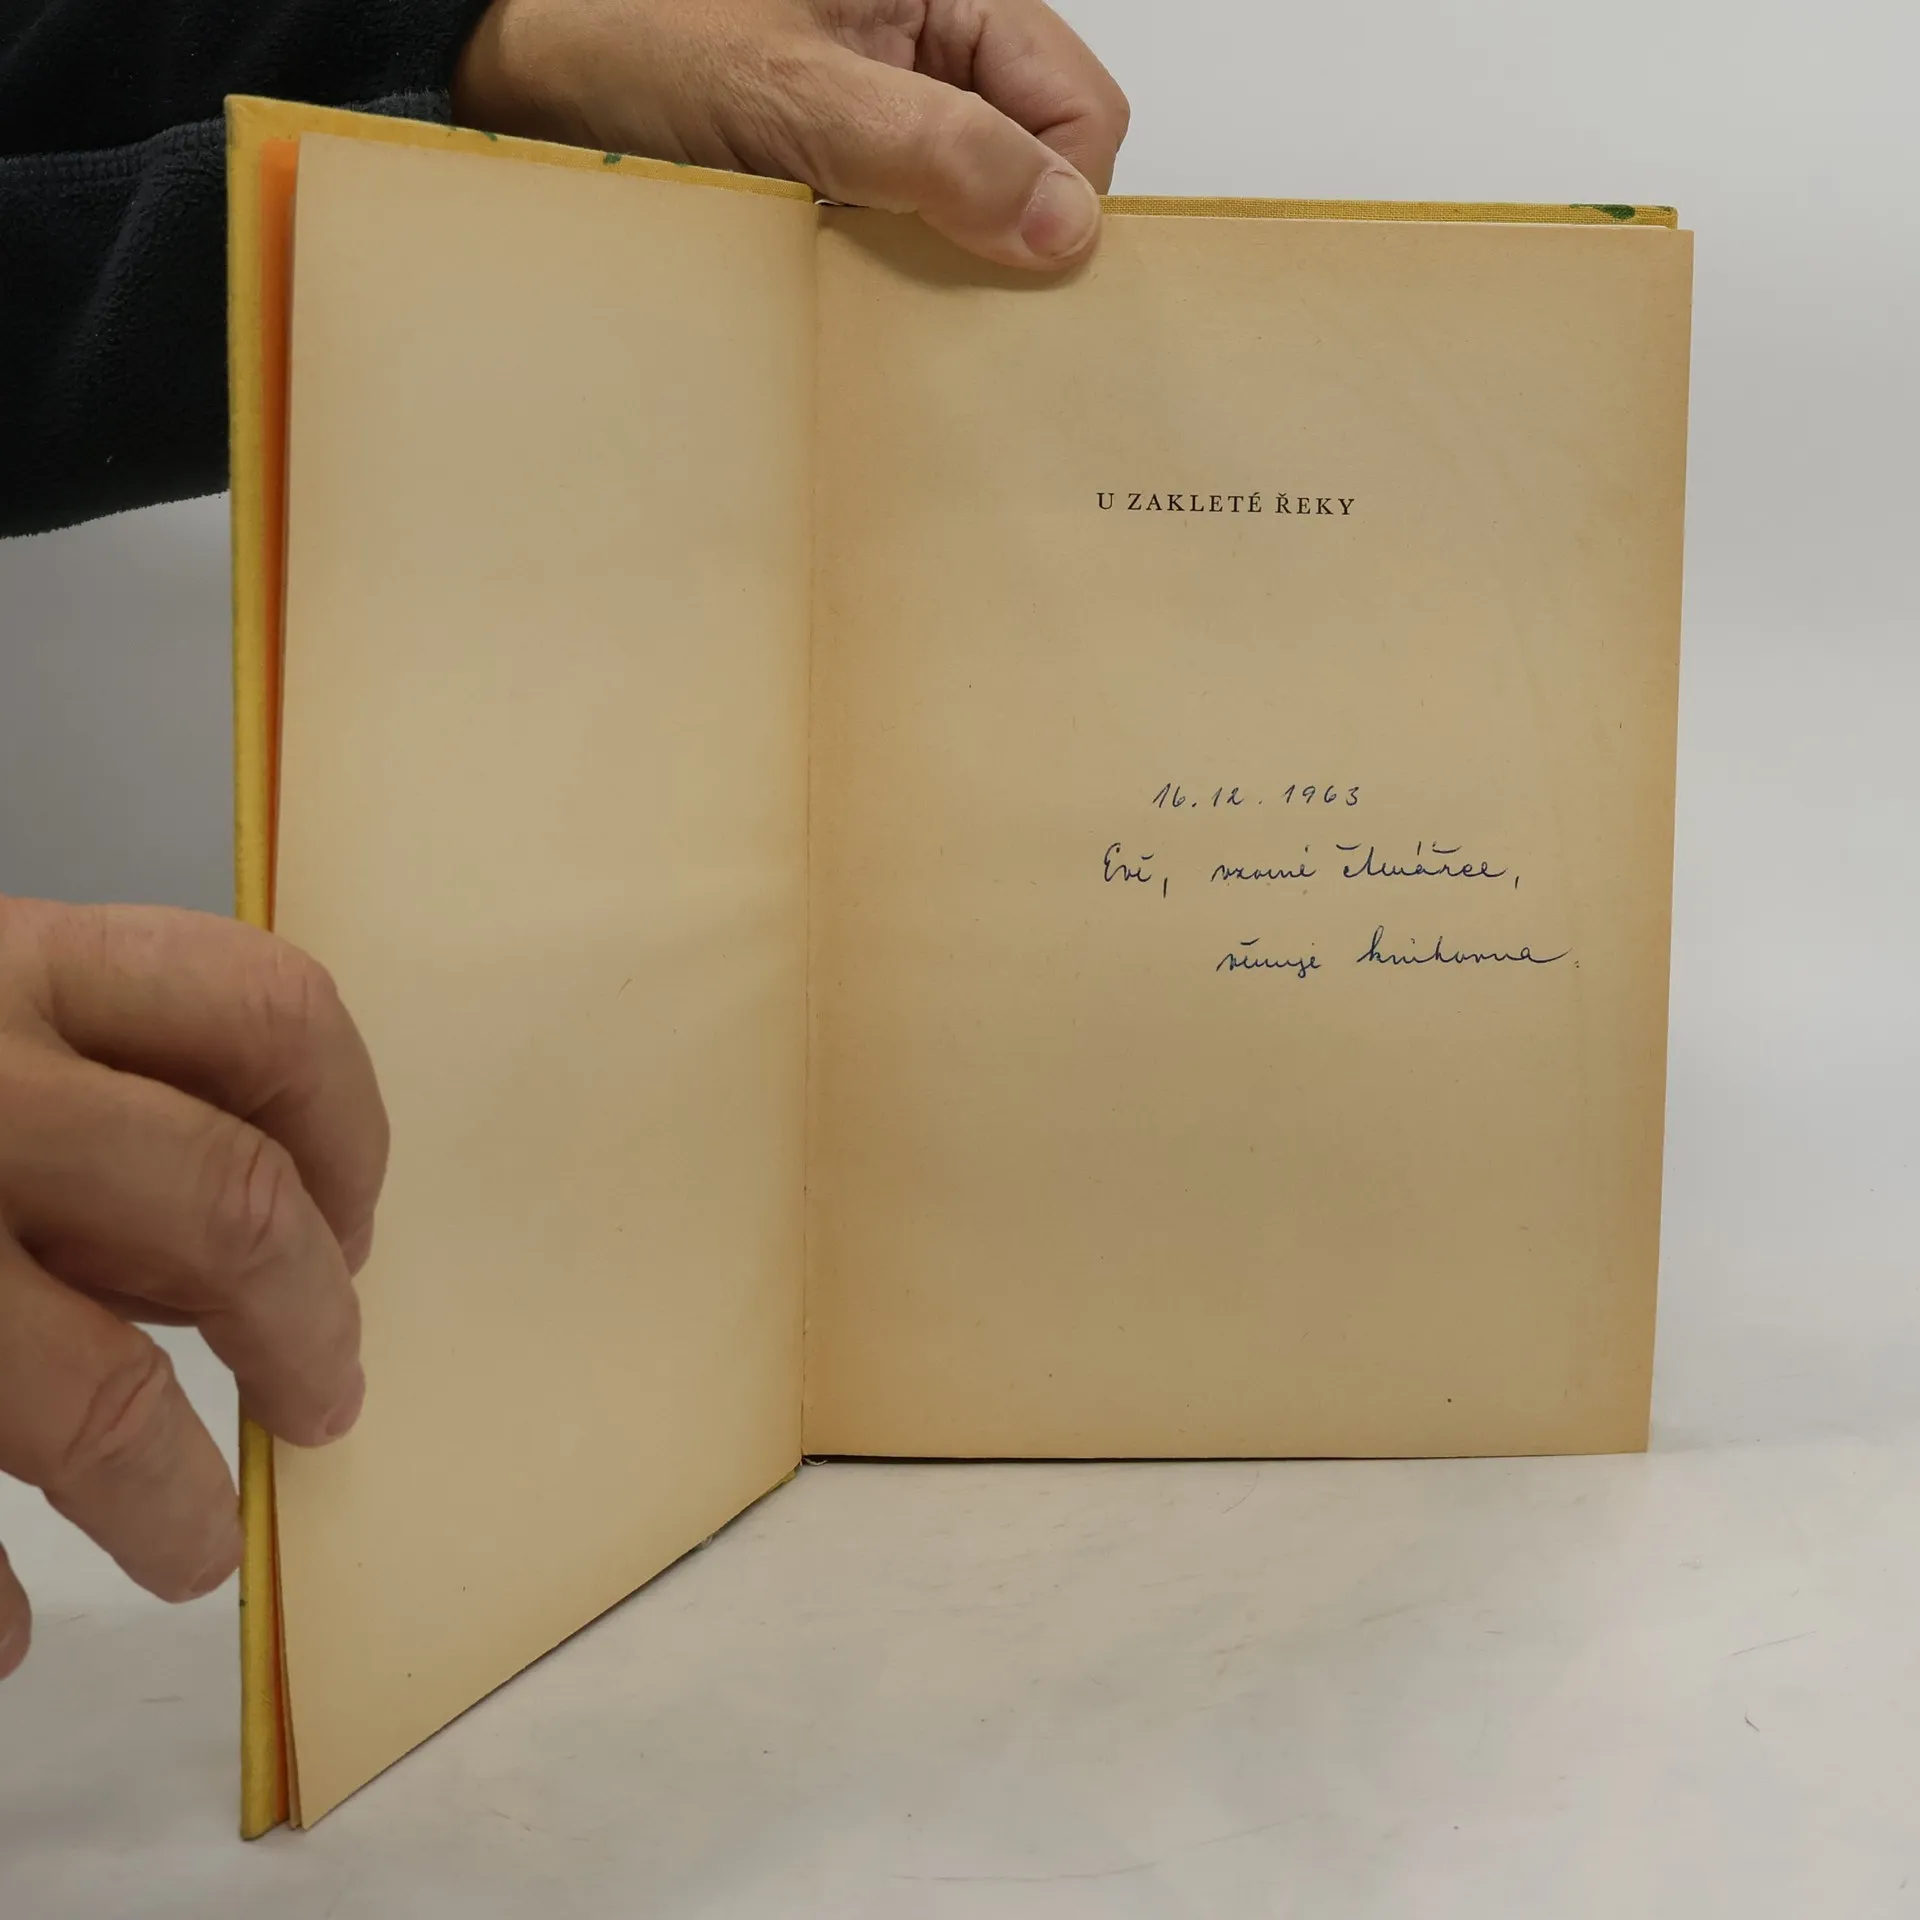 U ZAKLETÉ ŘEKY
16. 12. 1963
Evě, vzorné čtenářce,
věnuje knihovna.